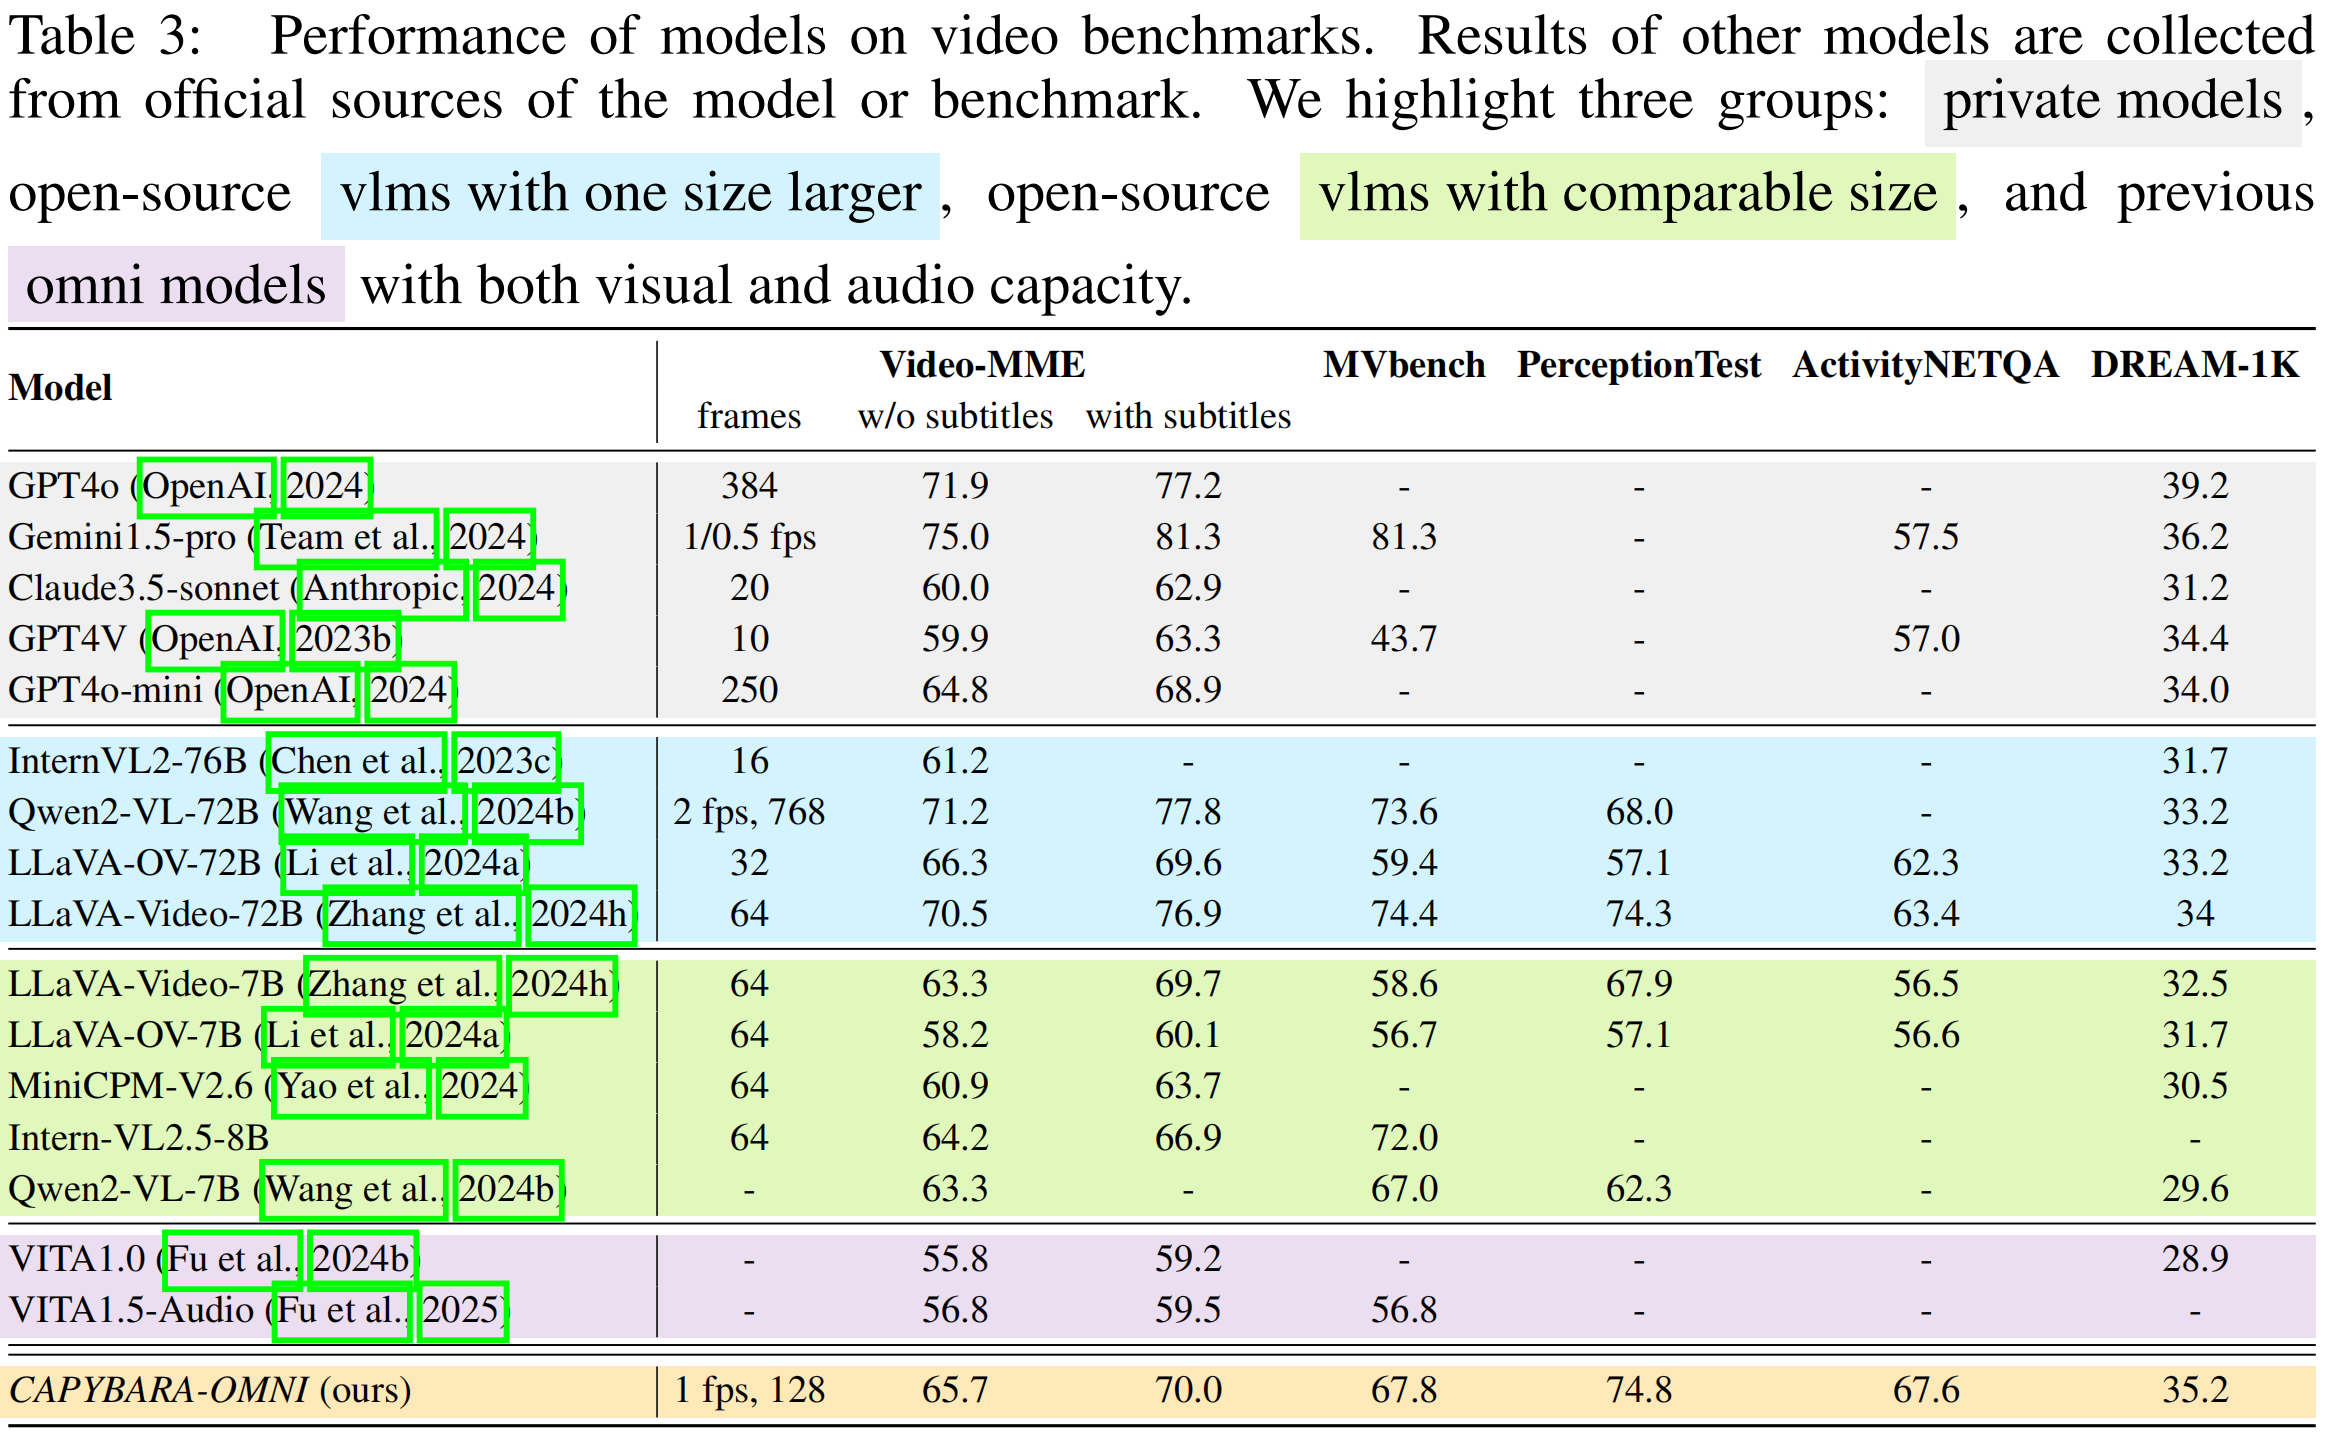 Table 3: Performance of models on video benchmarks. Results of other models are collected
from official sources of the model or benchmark. We highlight three groups: private models ,
open-source vlms with one size larger , open-source vlms with comparable size , and previous
omni models with both visual and audio capacity.
Model Video-MME MVbench PerceptionTest ActivityNETQA DREAM-1K
frames w/o subtitles with subtitles
GPT4o (OpenAI, 2024) 384 71.9 77.2 - - - 39.2
Gemini1.5-pro (Team et al., 2024) 1/0.5 fps 75.0 81.3 81.3 - 57.5 36.2
Claude3.5-sonnet (Anthropic, 2024) 20 60.0 62.9 - - - 31.2
GPT4V (OpenAI, 2023b) 10 59.9 63.3 43.7 - 57.0 34.4
GPT4o-mini (OpenAI, 2024) 250 64.8 68.9 - - - 34.0
InternVL2-76B (Chen et al., 2023c) 16 61.2 - - - - 31.7
Qwen2-VL-72B (Wang et al., 2024b) 2 fps, 768 71.2 77.8 73.6 68.0 - 33.2
LLaVA-OV-72B (Li et al., 2024a) 32 66.3 69.6 59.4 57.1 62.3 33.2
LLaVA-Video-72B (Zhang et al., 2024h) 64 70.5 76.9 74.4 74.3 63.4 34
LLaVA-Video-7B (Zhang et al., 2024h) 64 63.3 69.7 58.6 67.9 56.5 32.5
LLaVA-OV-7B (Li et al., 2024a) 64 58.2 60.1 56.7 57.1 56.6 31.7
MiniCPM-V2.6 (Yao et al., 2024) 64 60.9 63.7 - - - 30.5
Intern-VL2.5-8B 64 64.2 66.9 72.0 - - -
Qwen2-VL-7B (Wang et al., 2024b) - 63.3 - 67.0 62.3 - 29.6
VITA1.0 (Fu et al., 2024b) - 55.8 59.2 - - - 28.9
VITA1.5-Audio (Fu et al., 2025) - 56.8 59.5 56.8 - - -
CAPYBARA-OMNI (ours) 1 fps, 128 65.7 70.0 67.8 74.8 67.6 35.2